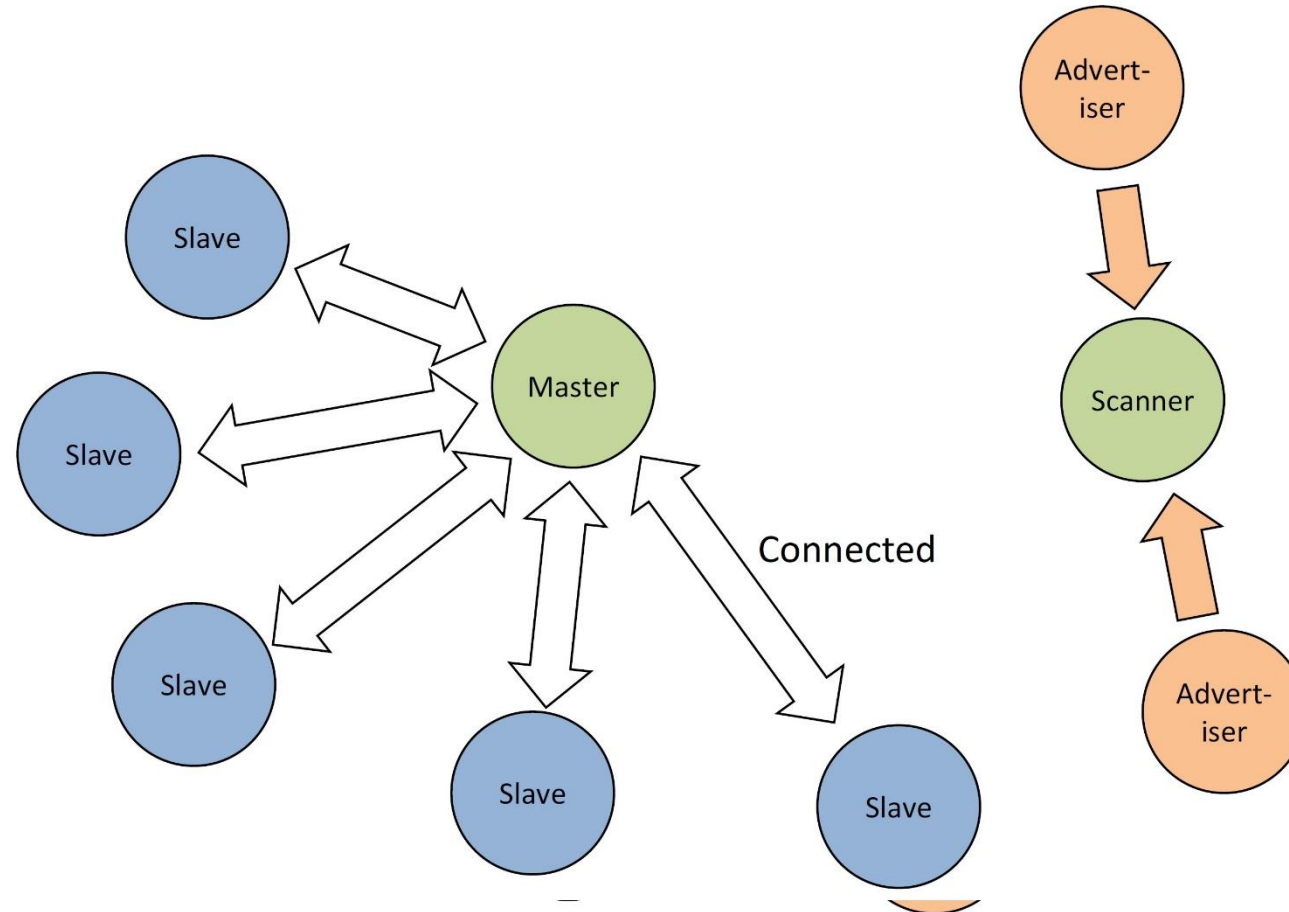 Advert-
iser
Slave
Master
Scanner
Slave
Connected
Slave
Advert-
iser
Slave
Slave